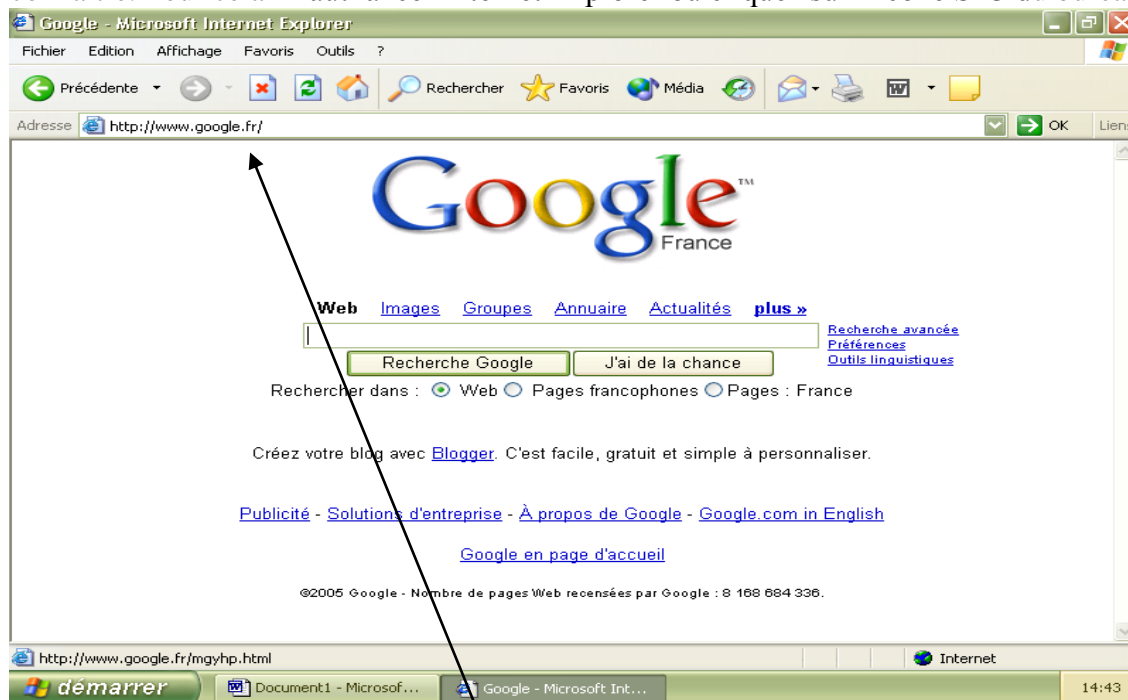 Google - Microsoft Internet Explorer
Fichier Edition Affichage Favoris Outils ?
Précédente Rechercher Favoris Média
Adresse http://www.google.fr/ OK Liens
Google™
France
Web Images Groupes Annuaire Actualités plus »
Recherche avancée
Préférences
Outils linguistiques
Recherche Google J'ai de la chance
Rechercher dans : Web Pages francophones Pages : France
Créez votre blog avec Blogger. C'est facile, gratuit et simple à personnaliser.
Publicité - Solutions d'entreprise - À propos de Google - Google.com in English
Google en page d'accueil
©2005 Google - Nombre de pages Web recensées par Google : 8 168 684 336.
http://www.google.fr/mgyhp.html Internet
démarrer Document1 - Microsof... Google - Microsoft Int... 14:43